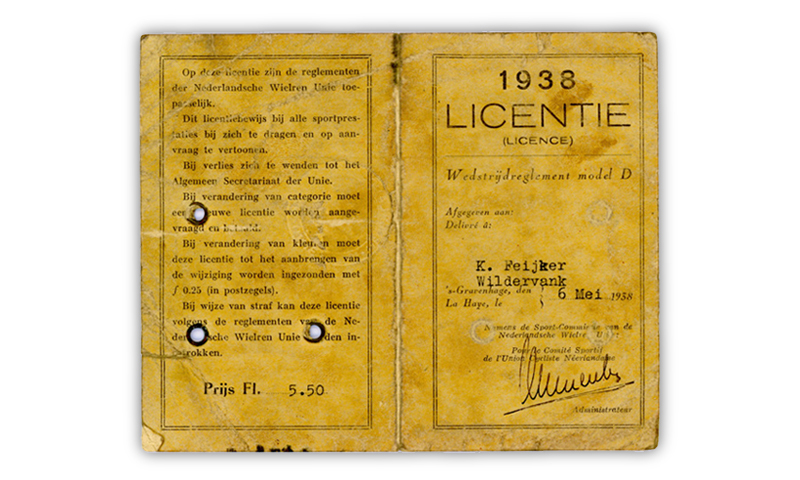 Op deze licentie zijn de reglementen
der Nederlandsche Wielren Unie toe-
passelijk.
Dit licentiebewijs bij alle sportpres-
taties bij zich te dragen en op aan-
vraag te vertoonen.
Bij verlies zich te wenden tot het
Algemeen Secretariaat der Unie.
Bij verandering van categorie moet
een nieuwe licentie worden aange-
vraagd en betaald.
Bij verandering van kleuren moet
deze licentie tot het aanbrengen van
de wijziging worden ingezonden met
ƒ 0.25 (in postzegels).
Bij wijze van straf kan deze licentie
volgens de reglementen van de Ne-
derlandsche Wielren Unie worden in-
getrokken.
Prijs Fl. 5.50
1938
LICENTIE
(LICENCE)
Wedstrijdreglement model D
Afgegeven aan:
Délivré à:
K. Feijker
Wildervank
's-Gravenhage, den
La Haye, le
6 Mei 1938
Namens de Sport-Commissie van de
Nederlandsche Wielren Unie:
Pour le Comité Sportif
de l'Union Cycliste Néerlandaise
Administrateur